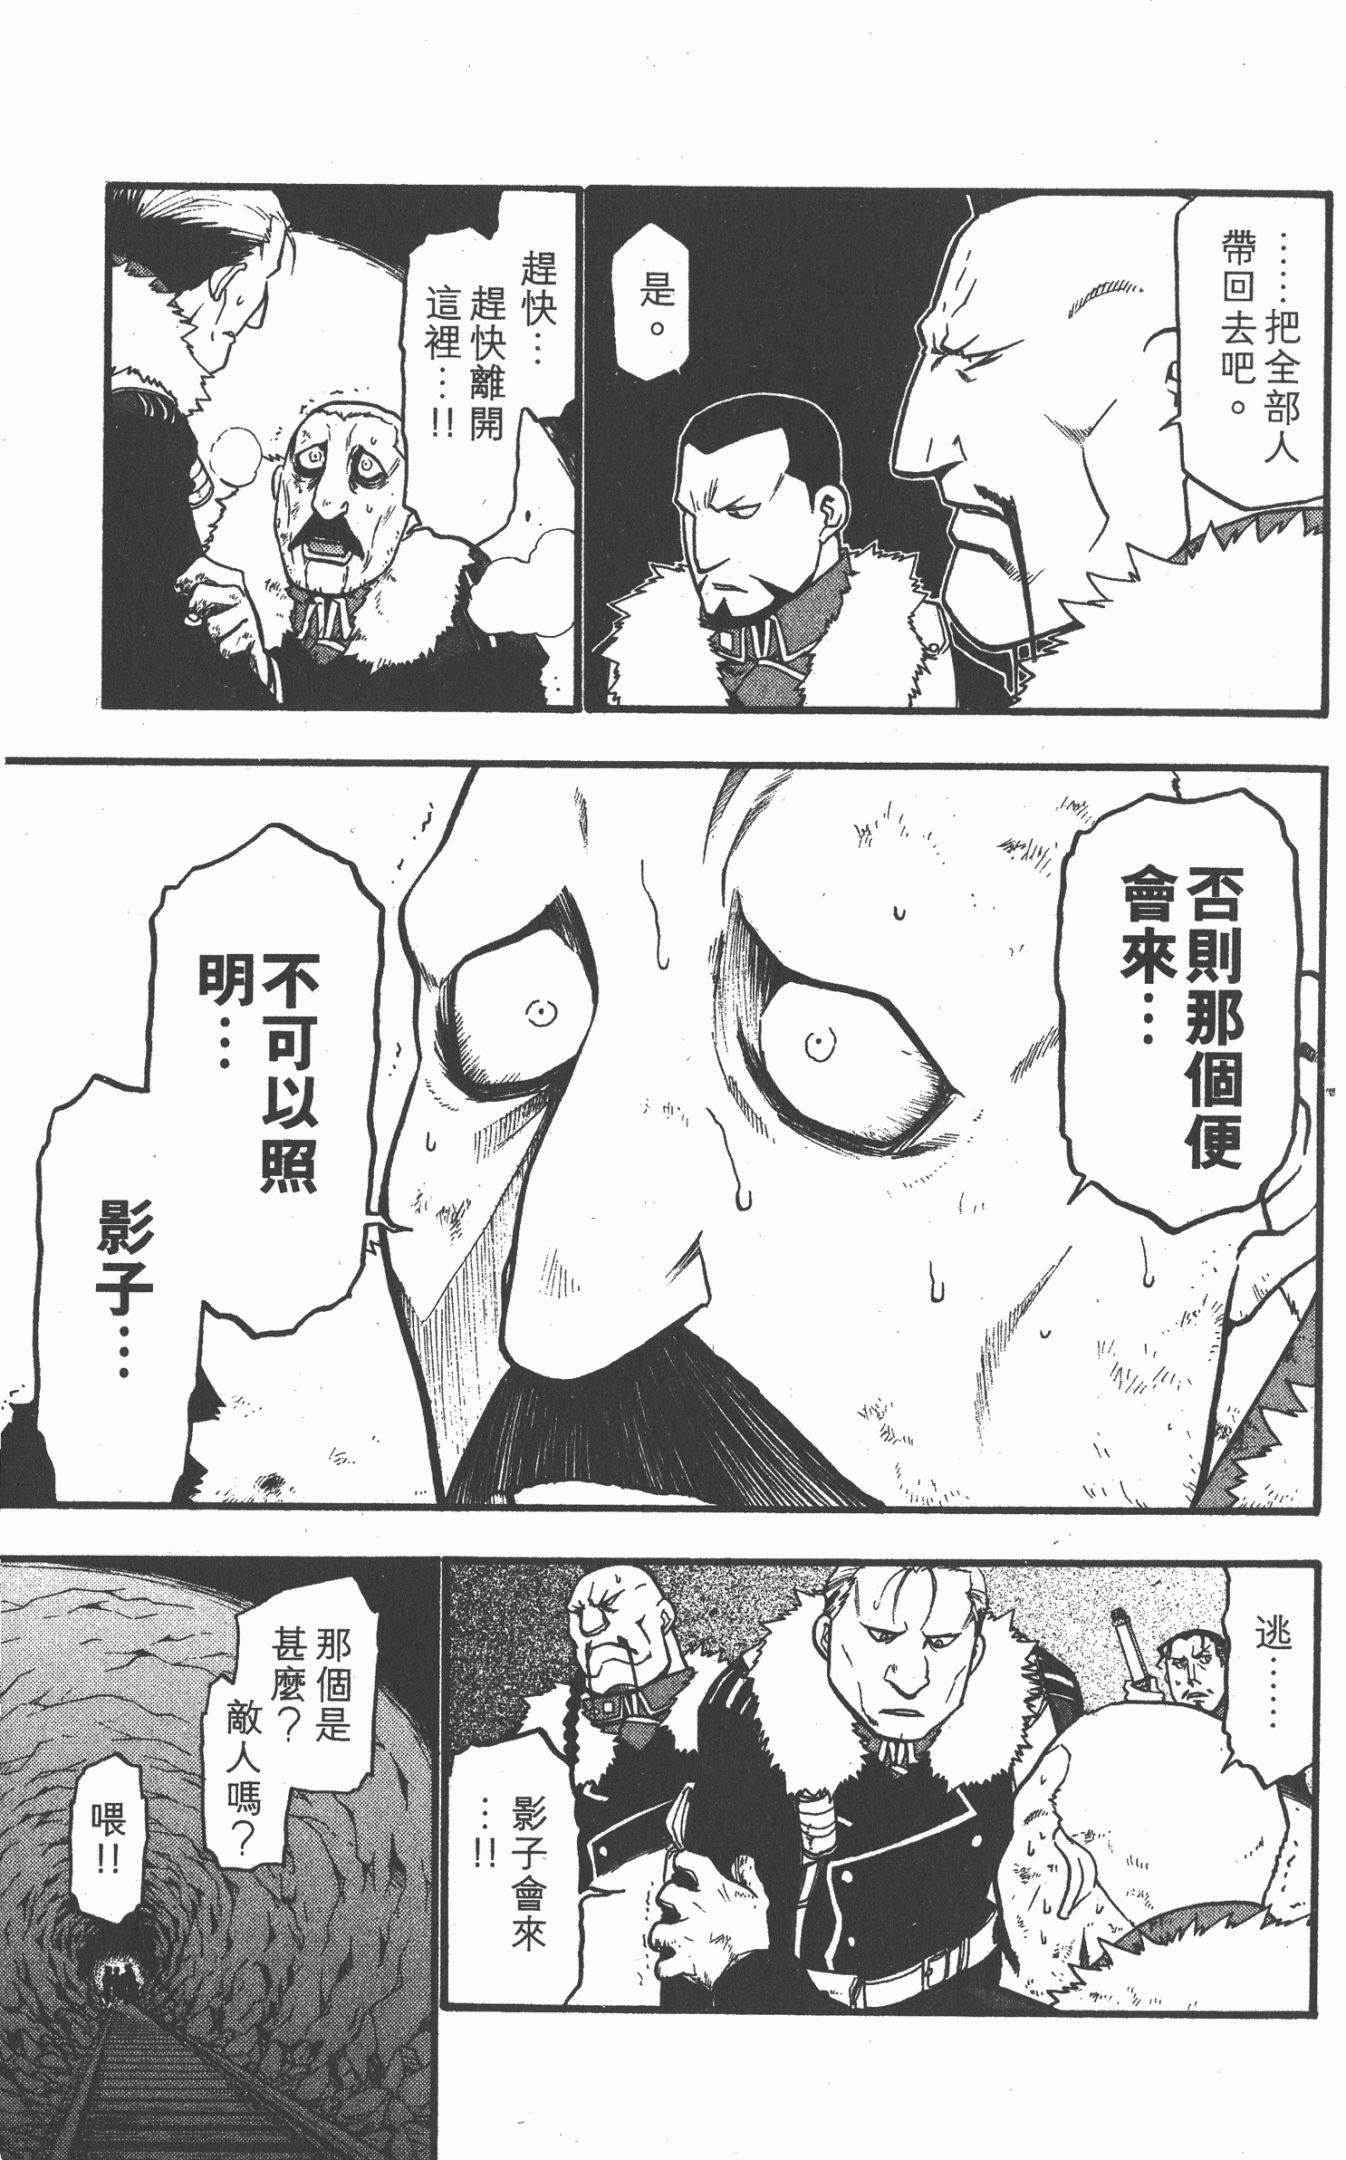 ……把全部人
帶回去吧。
是。
趕快…
趕快離開
這裡…!!
否則那個便
會來…
不可以照
明…
影子…
逃……
影子會來
…!!
那個是
甚麼？
敵人嗎？
喂!!